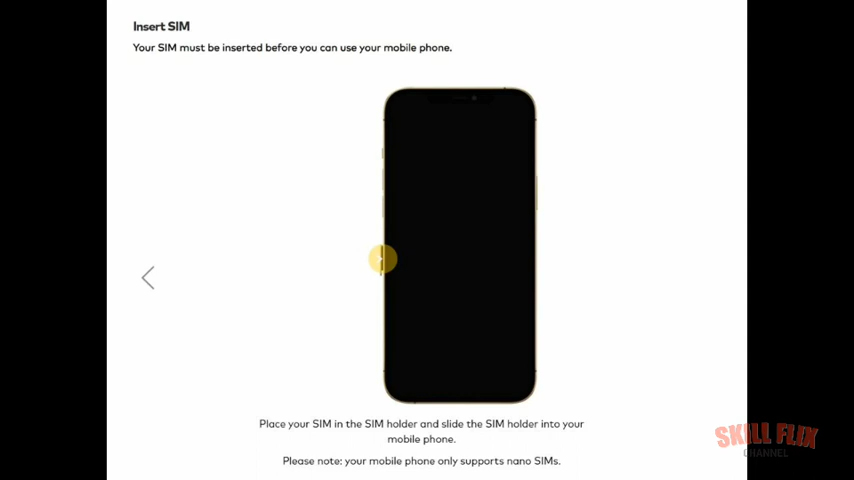 Insert SIM
Your SIM must be inserted before you can use your mobile phone.
Place your SIM in the SIM holder and slide the SIM holder into your
mobile phone.
Please note: your mobile phone only supports nano SIMs.
SKILL FLIX
CHANNEL